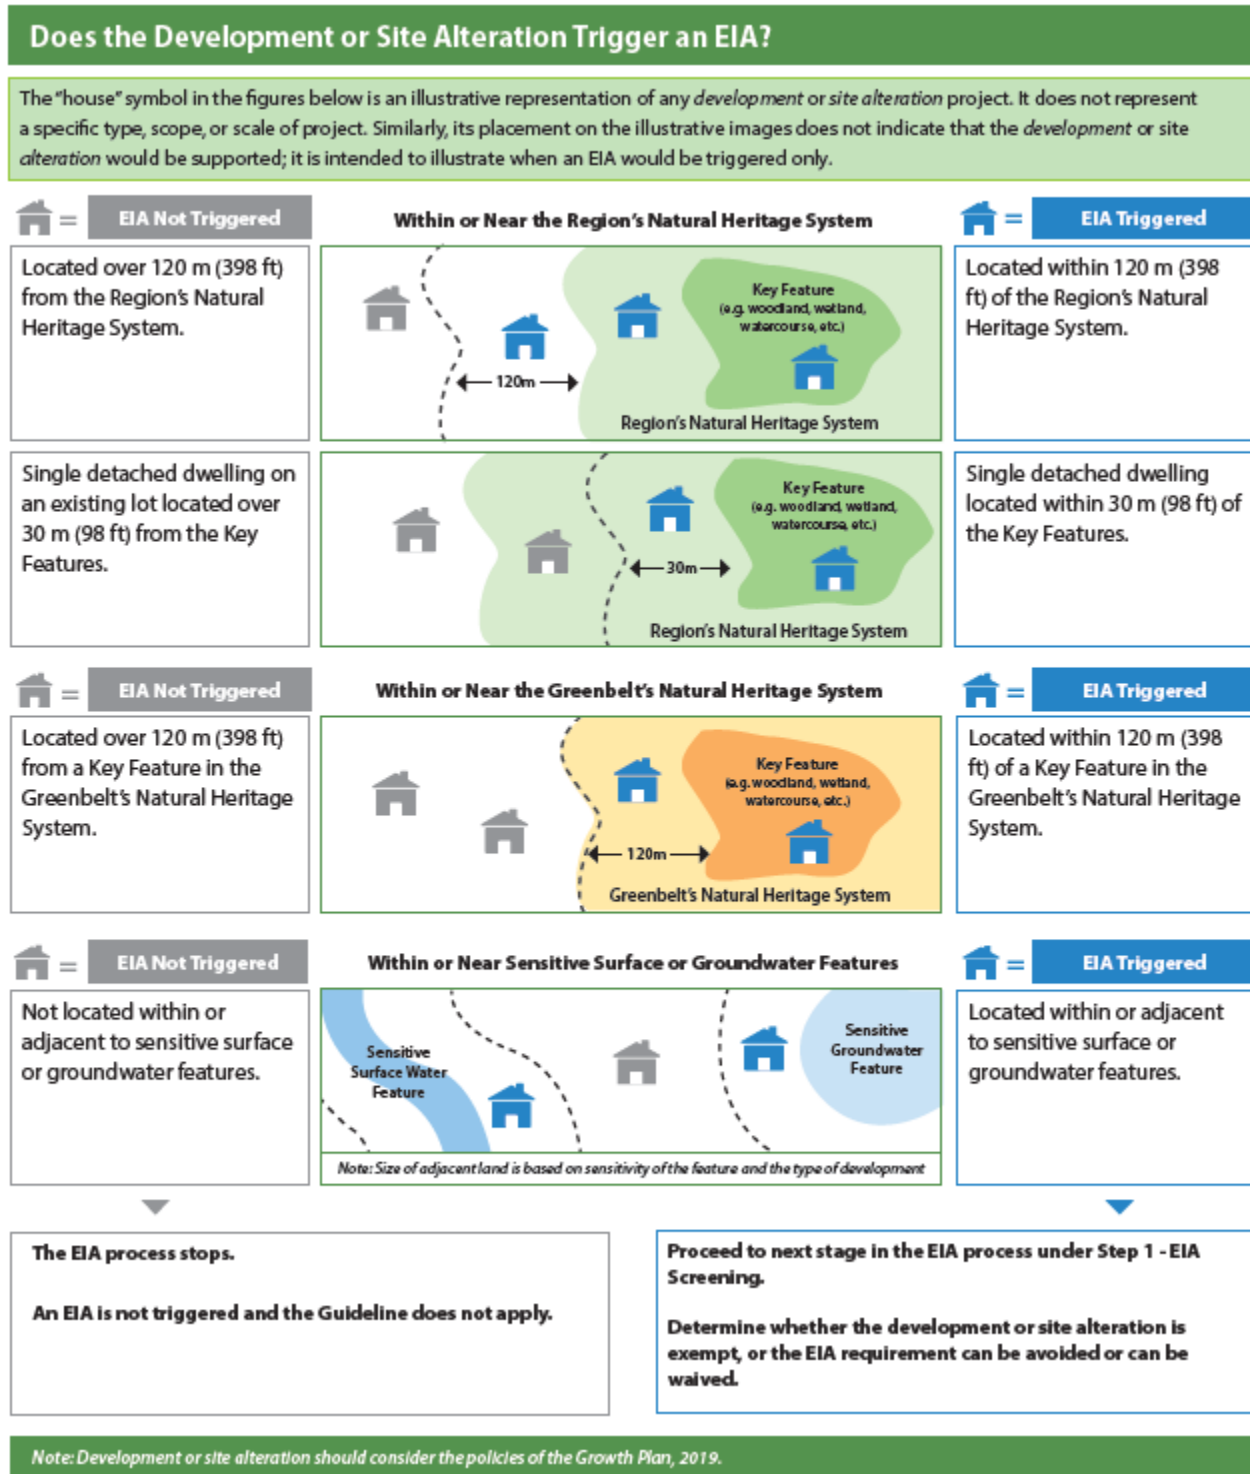 Does the Development or Site Alteration Trigger an EIA?
The "house" symbol in the figures below is an illustrative representation of any development or site alteration project. It does not represent
a specific type, scope, or scale of project. Similarly, its placement on the illustrative images does not indicate that the development or site
alteration would be supported; it is intended to illustrate when an EIA would be triggered only.
= EIA Not Triggered
Within or Near the Region's Natural Heritage System
= EIA Triggered
Located over 120 m (398 ft)
from the Region's Natural
Heritage System.
Key Feature
(e.g. woodland, wetland,
watercourse, etc.)
120m
Region's Natural Heritage System
Located within 120 m (398
ft) of the Region's Natural
Heritage System.
Single detached dwelling on
an existing lot located over
30 m (98 ft) from the Key
Features.
Key Feature
(e.g. woodland, wetland,
watercourse, etc.)
30m
Region's Natural Heritage System
Single detached dwelling
located within 30 m (98 ft) of
the Key Features.
= EIA Not Triggered
Within or Near the Greenbelt's Natural Heritage System
= EIA Triggered
Located over 120 m (398 ft)
from a Key Feature in the
Greenbelt's Natural Heritage
System.
Key Feature
(e.g. woodland, wetland,
watercourse, etc.)
120m
Greenbelt's Natural Heritage System
Located within 120 m (398
ft) of a Key Feature in the
Greenbelt's Natural Heritage
System.
= EIA Not Triggered
Within or Near Sensitive Surface or Groundwater Features
= EIA Triggered
Not located within or
adjacent to sensitive surface
or groundwater features.
Sensitive
Surface Water
Feature
Sensitive
Groundwater
Feature
Note: Size of adjacent land is based on sensitivity of the feature and the type of development
Located within or adjacent
to sensitive surface or
groundwater features.
The EIA process stops.
An EIA is not triggered and the Guideline does not apply.
Proceed to next stage in the EIA process under Step 1 - EIA
Screening.
Determine whether the development or site alteration is
exempt, or the EIA requirement can be avoided or can be
waived.
Note: Development or site alteration should consider the policies of the Growth Plan, 2019.